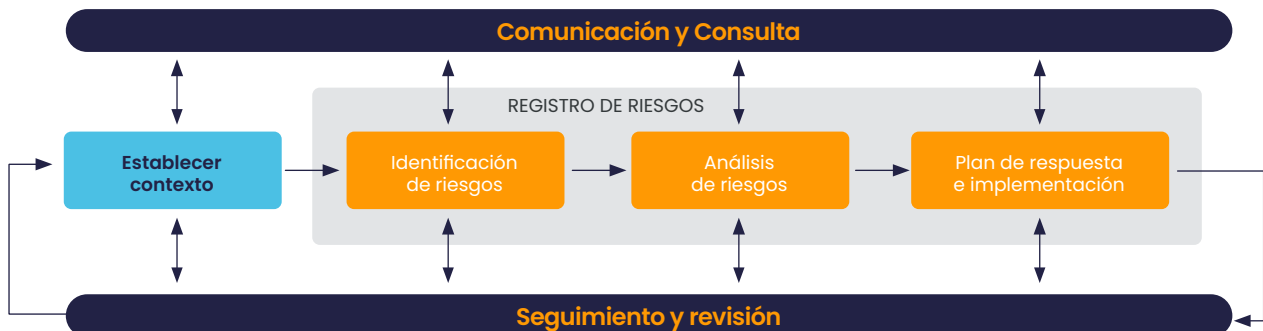 Comunicación y Consulta
REGISTRO DE RIESGOS
Establecer
contexto
Identificación
de riesgos
Análisis
de riesgos
Plan de respuesta
e implementación
Seguimiento y revisión